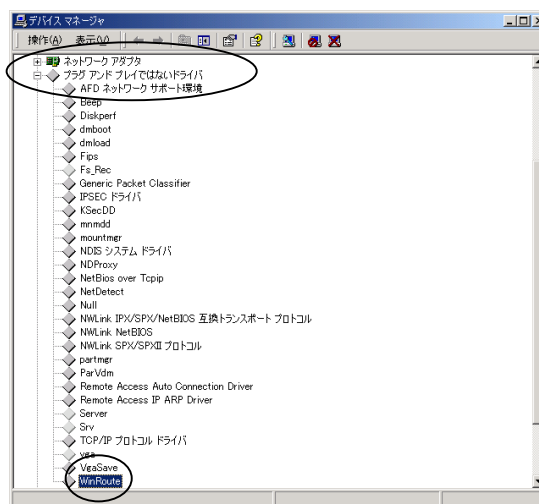 デバイス マネージャ
操作(A) 表示(V)
ネットワーク アダプタ
プラグ アンド プレイではないドライバ
AFD ネットワーク サポート環境
Beep
Diskperf
dmboot
dmload
Fips
Fs_Rec
Generic Packet Classifier
IPSEC ドライバ
KSecDD
mnmdd
mountmgr
NDIS システム ドライバ
NDProxy
NetBios over Tcpip
NetDetect
Null
NWLink IPX/SPX/NetBIOS 互換トランスポート プロトコル
NWLink NetBIOS
NWLink SPX/SPXII プロトコル
partmgr
ParVdm
Remote Access Auto Connection Driver
Remote Access IP ARP Driver
Server
Srv
TCP/IP プロトコル ドライバ
vga
VgaSave
WinRoute